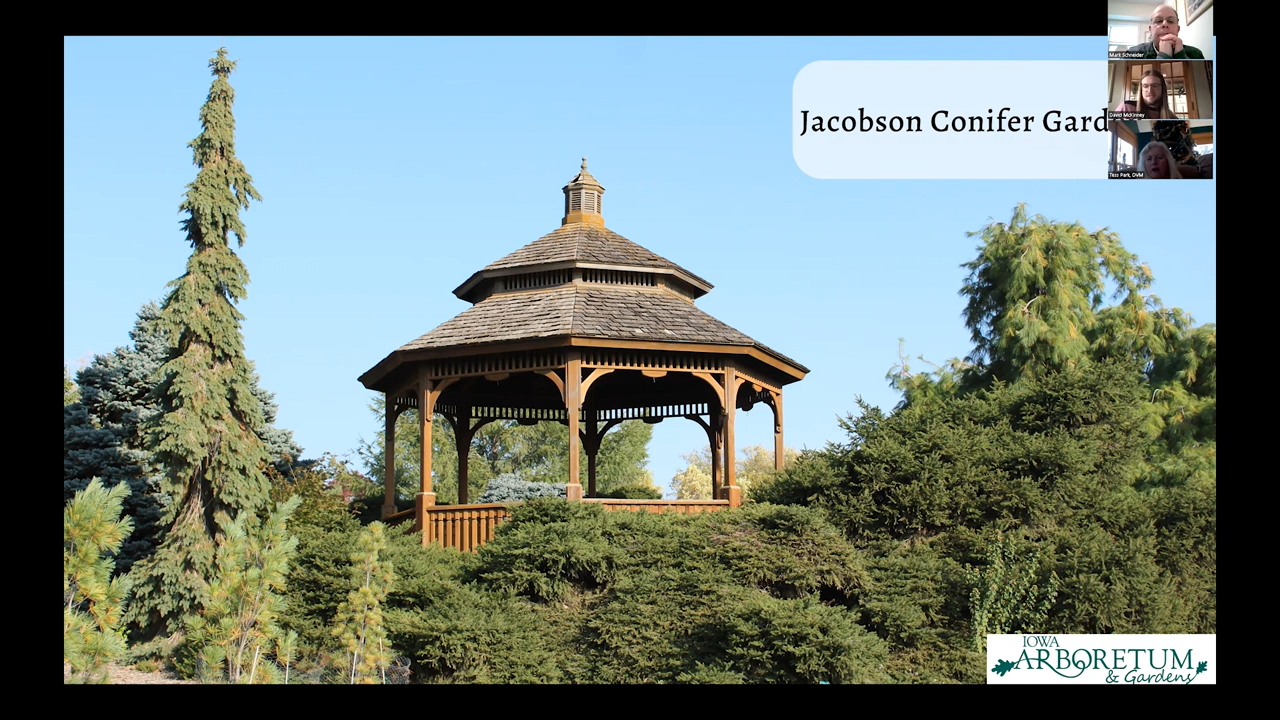 Jacobson Conifer Gard
Mark Schneider
David McKinney
Tess Park, DVM
IOWA
ARBORETUM
& Gardens